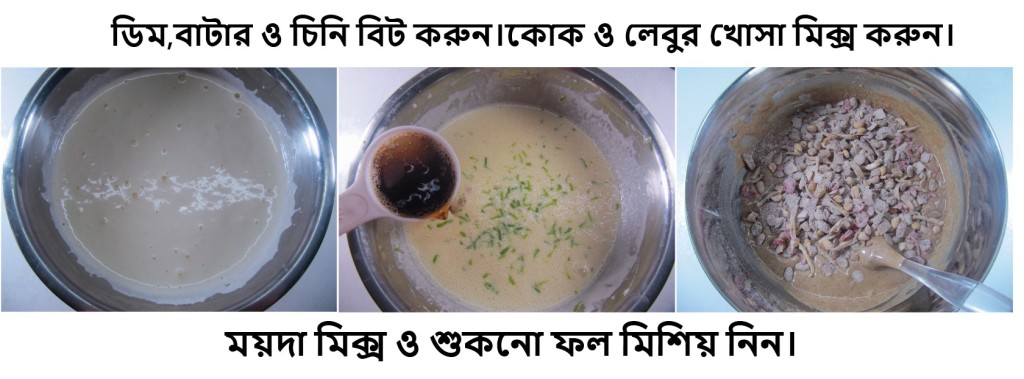 ডিম,বাটার ও চিনি বিট করুন।কোক ও লেবুর খোসা মিক্স করুন।
ময়দা মিক্স ও শুকনো ফল মিশিয় নিন।